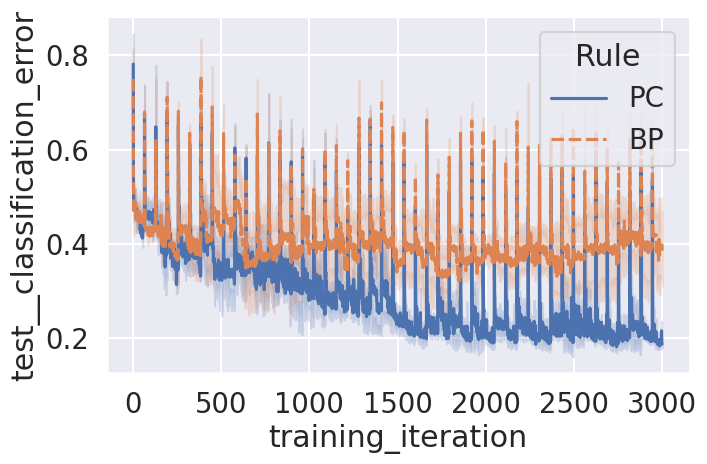 test__classification_error
0.8
0.6
0.4
0.2
Rule
PC
BP
0 500 1000 1500 2000 2500 3000
training_iteration